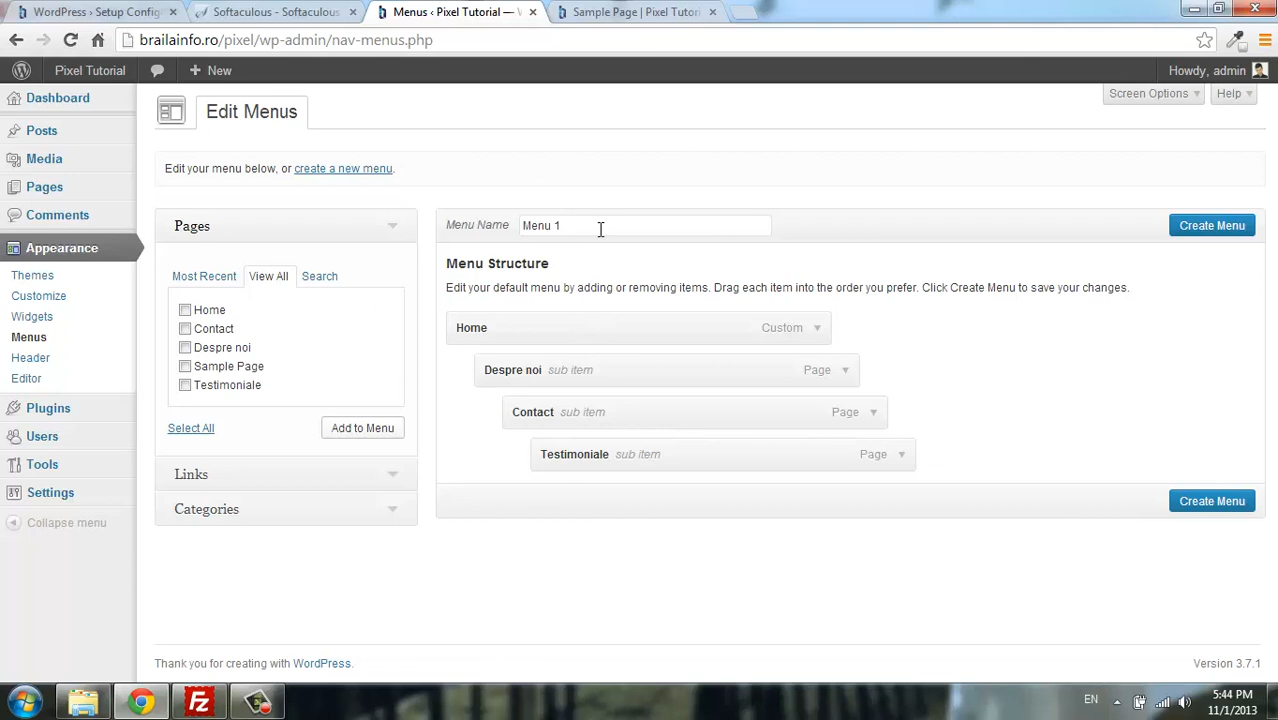 WordPress › Setup Config
Softaculous - Softaculous
Menus ‹ Pixel Tutorial —
Sample Page | Pixel Tutori
brailainfo.ro/pixel/wp-admin/nav-menus.php
Pixel Tutorial
New
Howdy, admin
Dashboard
Posts
Media
Pages
Comments
Appearance
Themes
Customize
Widgets
Menus
Header
Editor
Plugins
Users
Tools
Settings
Collapse menu
Screen Options
Help
Edit Menus
Edit your menu below, or create a new menu.
Pages
Most Recent
View All
Search
Home
Contact
Despre noi
Sample Page
Testimoniale
Select All
Add to Menu
Links
Categories
Menu Name
Menu 1
Create Menu
Menu Structure
Edit your default menu by adding or removing items. Drag each item into the order you prefer. Click Create Menu to save your changes.
Home Custom
Despre noi sub item Page
Contact sub item Page
Testimoniale sub item Page
Create Menu
Thank you for creating with WordPress.
Version 3.7.1
Fz
EN
5:44 PM
11/1/2013